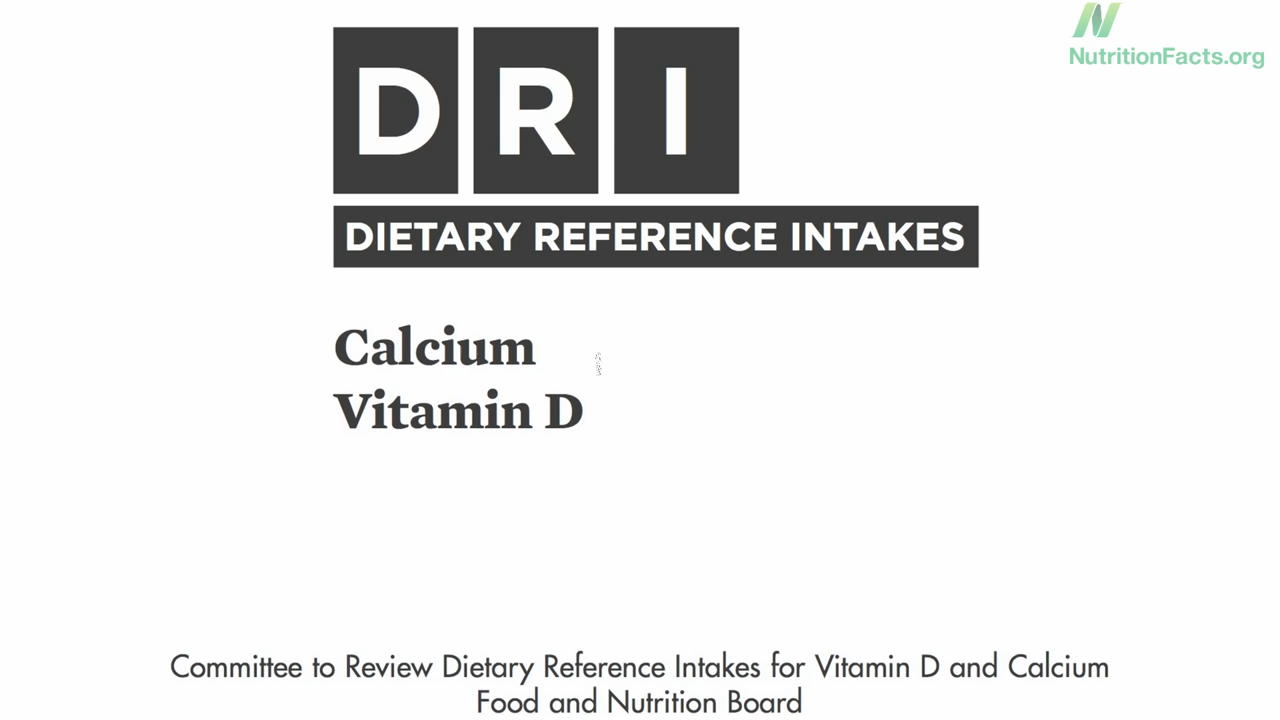 NutritionFacts.org
DRI
DIETARY REFERENCE INTAKES
Calcium
Vitamin D
Committee to Review Dietary Reference Intakes for Vitamin D and Calcium
Food and Nutrition Board